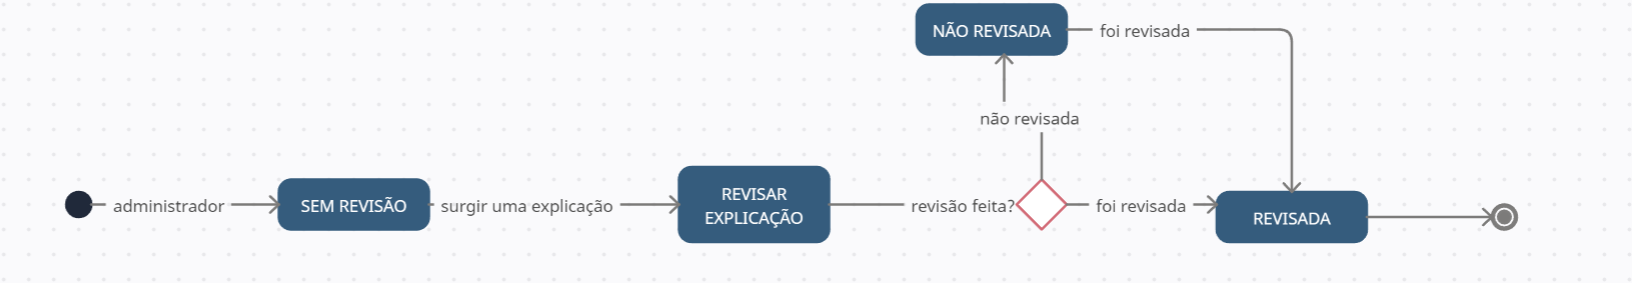 NÃO REVISADA
foi revisada
não revisada
administrador
SEM REVISÃO
surgir uma explicação
REVISAR
EXPLICAÇÃO
revisão feita?
foi revisada
REVISADA